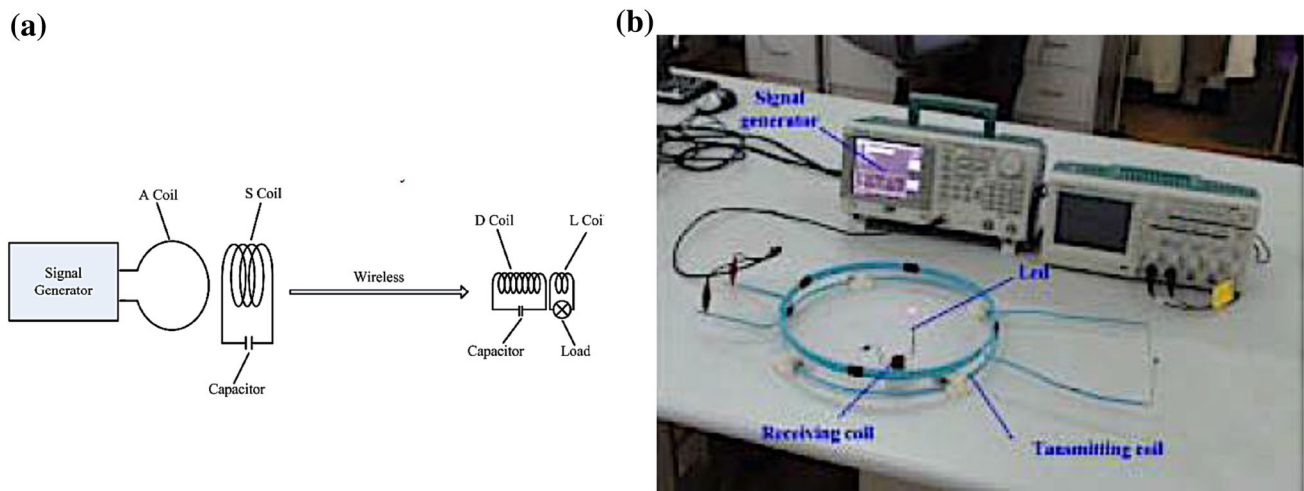 (a)
A Coil
S Coil
Signal
Generator
Capacitor
Wireless
D Coil
L Coi
Capacitor
Load
(b)
Signal
generator
Led
Receiving coil
Tansmitting coil